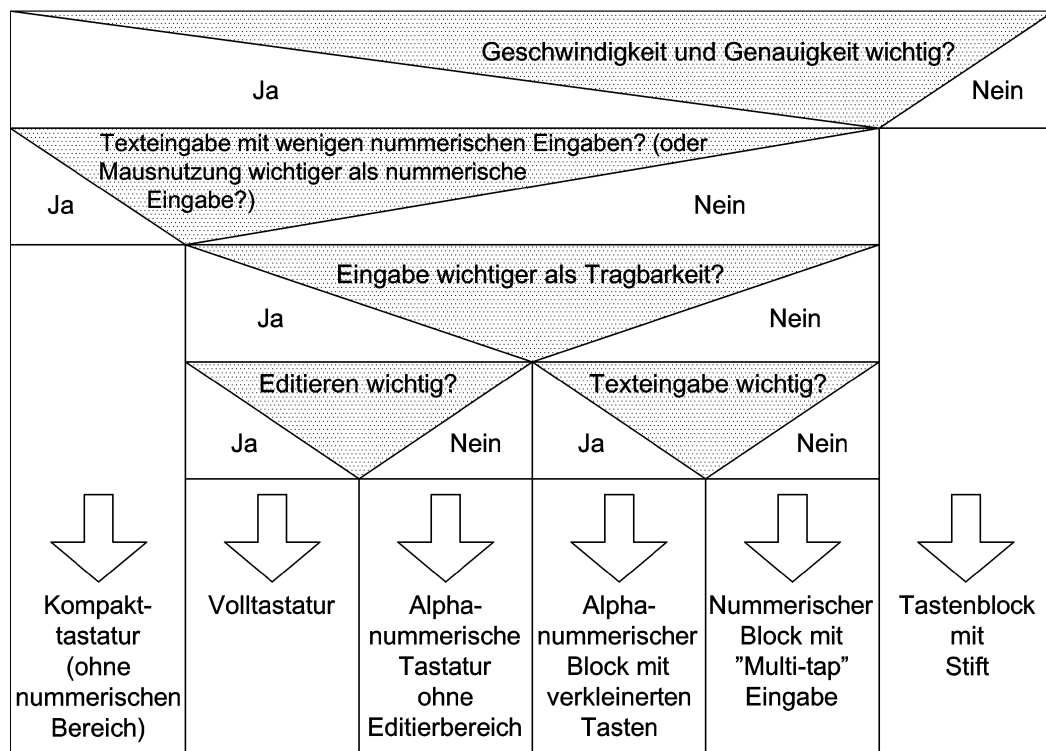 Geschwindigkeit und Genauigkeit wichtig?
Ja
Nein
Texteingabe mit wenigen nummerischen Eingaben? (oder
Mausnutzung wichtiger als nummerische
Eingabe?)
Ja
Nein
Eingabe wichtiger als Tragbarkeit?
Ja
Nein
Editieren wichtig?
Texteingabe wichtig?
Ja
Nein
Ja
Nein
Kompakt-
tastatur
(ohne
nummerischen
Bereich)
Volltastatur
Alpha-
nummerische
Tastatur
ohne
Editierbereich
Alpha-
nummerischer
Block mit
verkleinerten
Tasten
Nummerischer
Block mit
”Multi-tap”
Eingabe
Tastenblock
mit
Stift